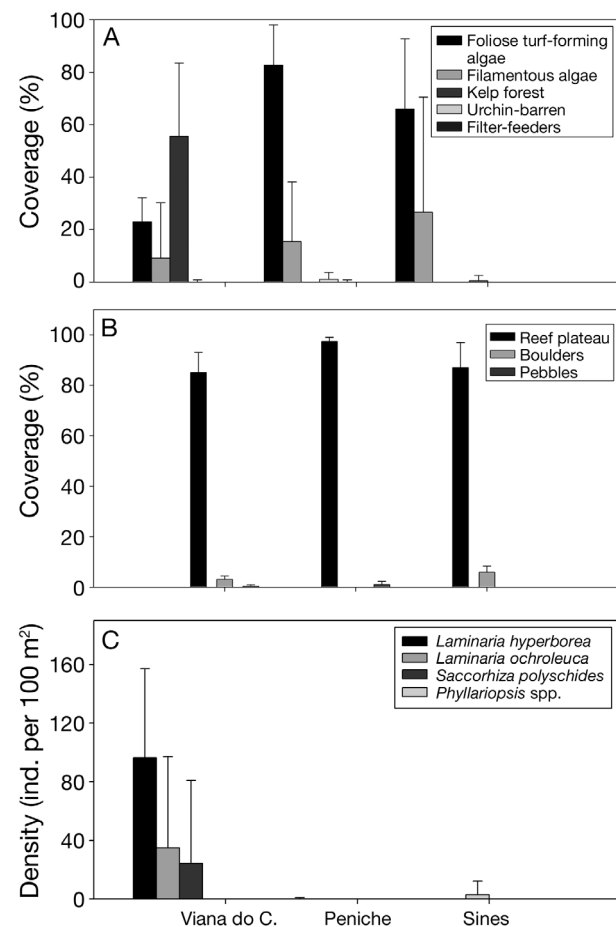 A
Coverage (%)
100
80
60
40
20
0
Foliose turf-forming
algae
Filamentous algae
Kelp forest
Urchin-barren
Filter-feeders
B
Coverage (%)
100
80
60
40
20
0
Reef plateau
Boulders
Pebbles
C
Density (ind. per 100 m²)
160
120
80
40
0
Laminaria hyperborea
Laminaria ochroleuca
Saccorhiza polyschides
Phyllariopsis spp.
Viana do C. Peniche Sines